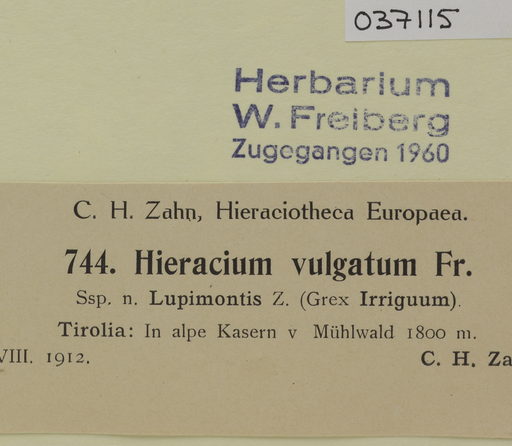 037115
Herbarium
W. Freiberg
Zugegangen 1960
C. H. Zahn, Hieraciotheca Europaea.
744. Hieracium vulgatum Fr.
Ssp. n. Lupimontis Z. (Grex Irriguum).
Tirolia: In alpe Kasern v Mühlwald 1800 m.
VIII. 1912. C. H. Za